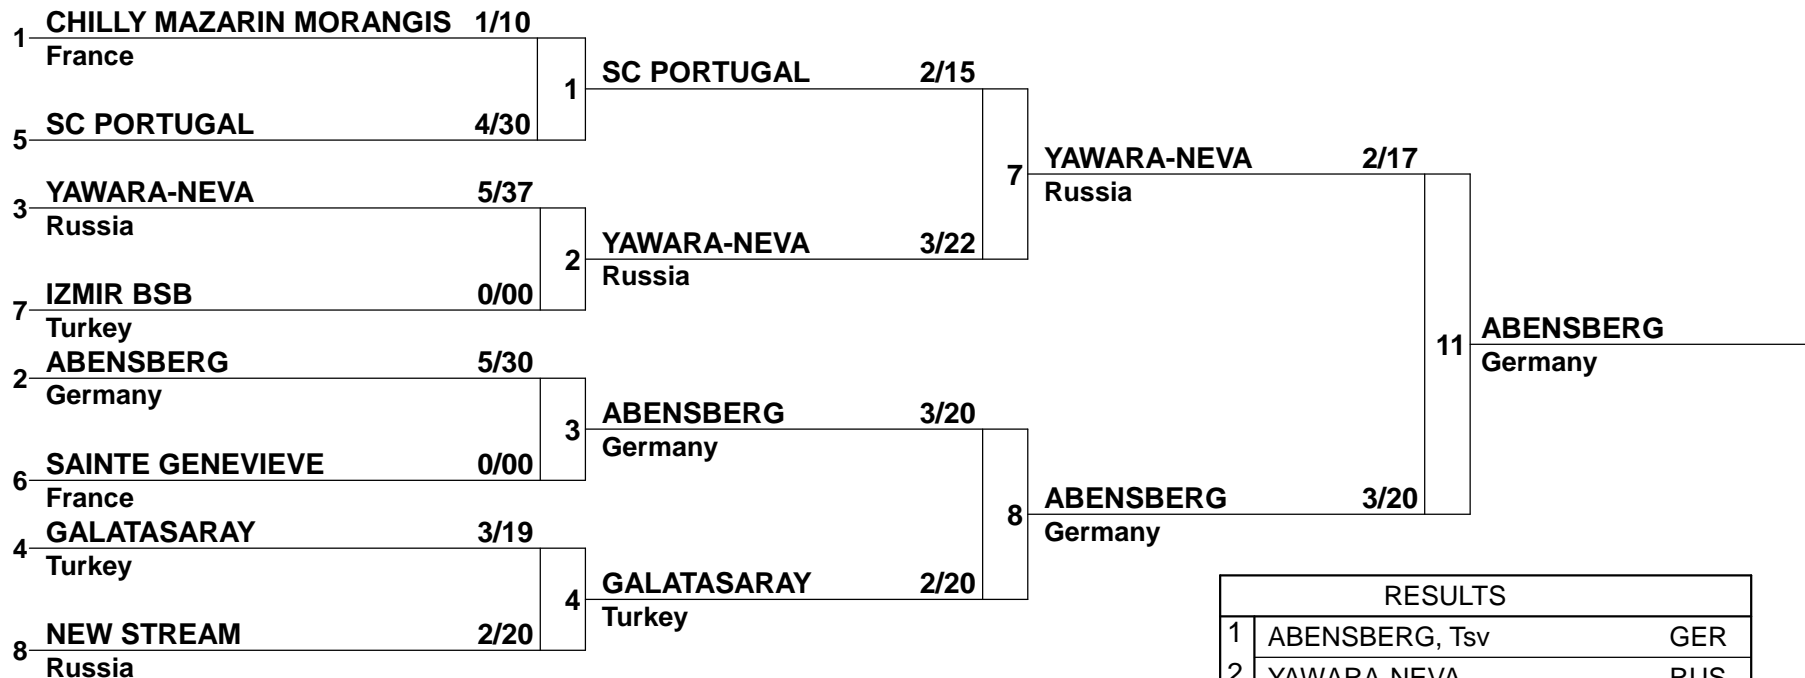 1 CHILLY MAZARIN MORANGIS 1/10
France
1
SC PORTUGAL 2/15
5 SC PORTUGAL 4/30
7
YAWARA-NEVA 2/17
Russia
3 YAWARA-NEVA 5/37
Russia
2
YAWARA-NEVA 3/22
Russia
7 IZMIR BSB 0/00
Turkey
11
ABENSBERG
Germany
2 ABENSBERG 5/30
Germany
3
ABENSBERG 3/20
Germany
6 SAINTE GENEVIEVE 0/00
France
8
ABENSBERG 3/20
Germany
4 GALATASARAY 3/19
Turkey
4
GALATASARAY 2/20
Turkey
8 NEW STREAM 2/20
Russia
RESULTS
1 ABENSBERG, Tsv GER
2 YAWARA-NEVA RUS